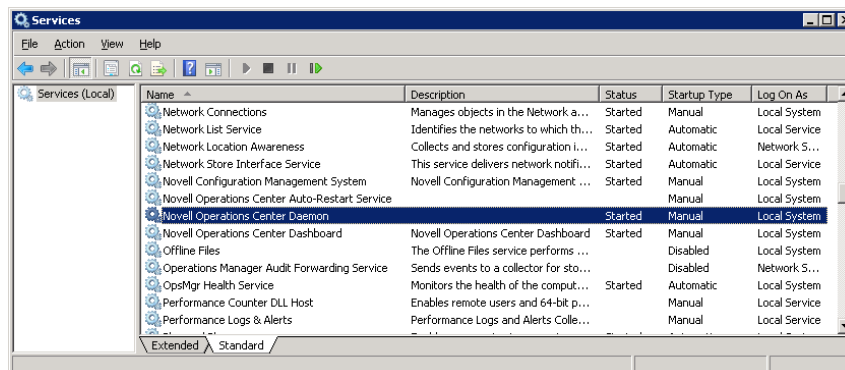 Services
File Action View Help
Services (Local)
Name Description Status Startup Type Log On As
Network Connections Manages objects in the Network a... Started Manual Local System
Network List Service Identifies the networks to which th... Started Automatic Local Service
Network Location Awareness Collects and stores configuration i... Started Automatic Network S...
Network Store Interface Service This service delivers network notifi... Started Automatic Local Service
Novell Configuration Management System Novell Configuration Management ... Started Manual Local System
Novell Operations Center Auto-Restart Service Manual Local System
Novell Operations Center Daemon Started Manual Local System
Novell Operations Center Dashboard Novell Operations Center Dashboard Started Manual Local System
Offline Files The Offline Files service performs ... Disabled Local System
Operations Manager Audit Forwarding Service Sends events to a collector for sto... Disabled Network S...
OpsMgr Health Service Monitors the health of the comput... Started Automatic Local System
Performance Counter DLL Host Enables remote users and 64-bit p... Manual Local Service
Performance Logs & Alerts Performance Logs and Alerts Colle... Manual Local Service
Extended Standard